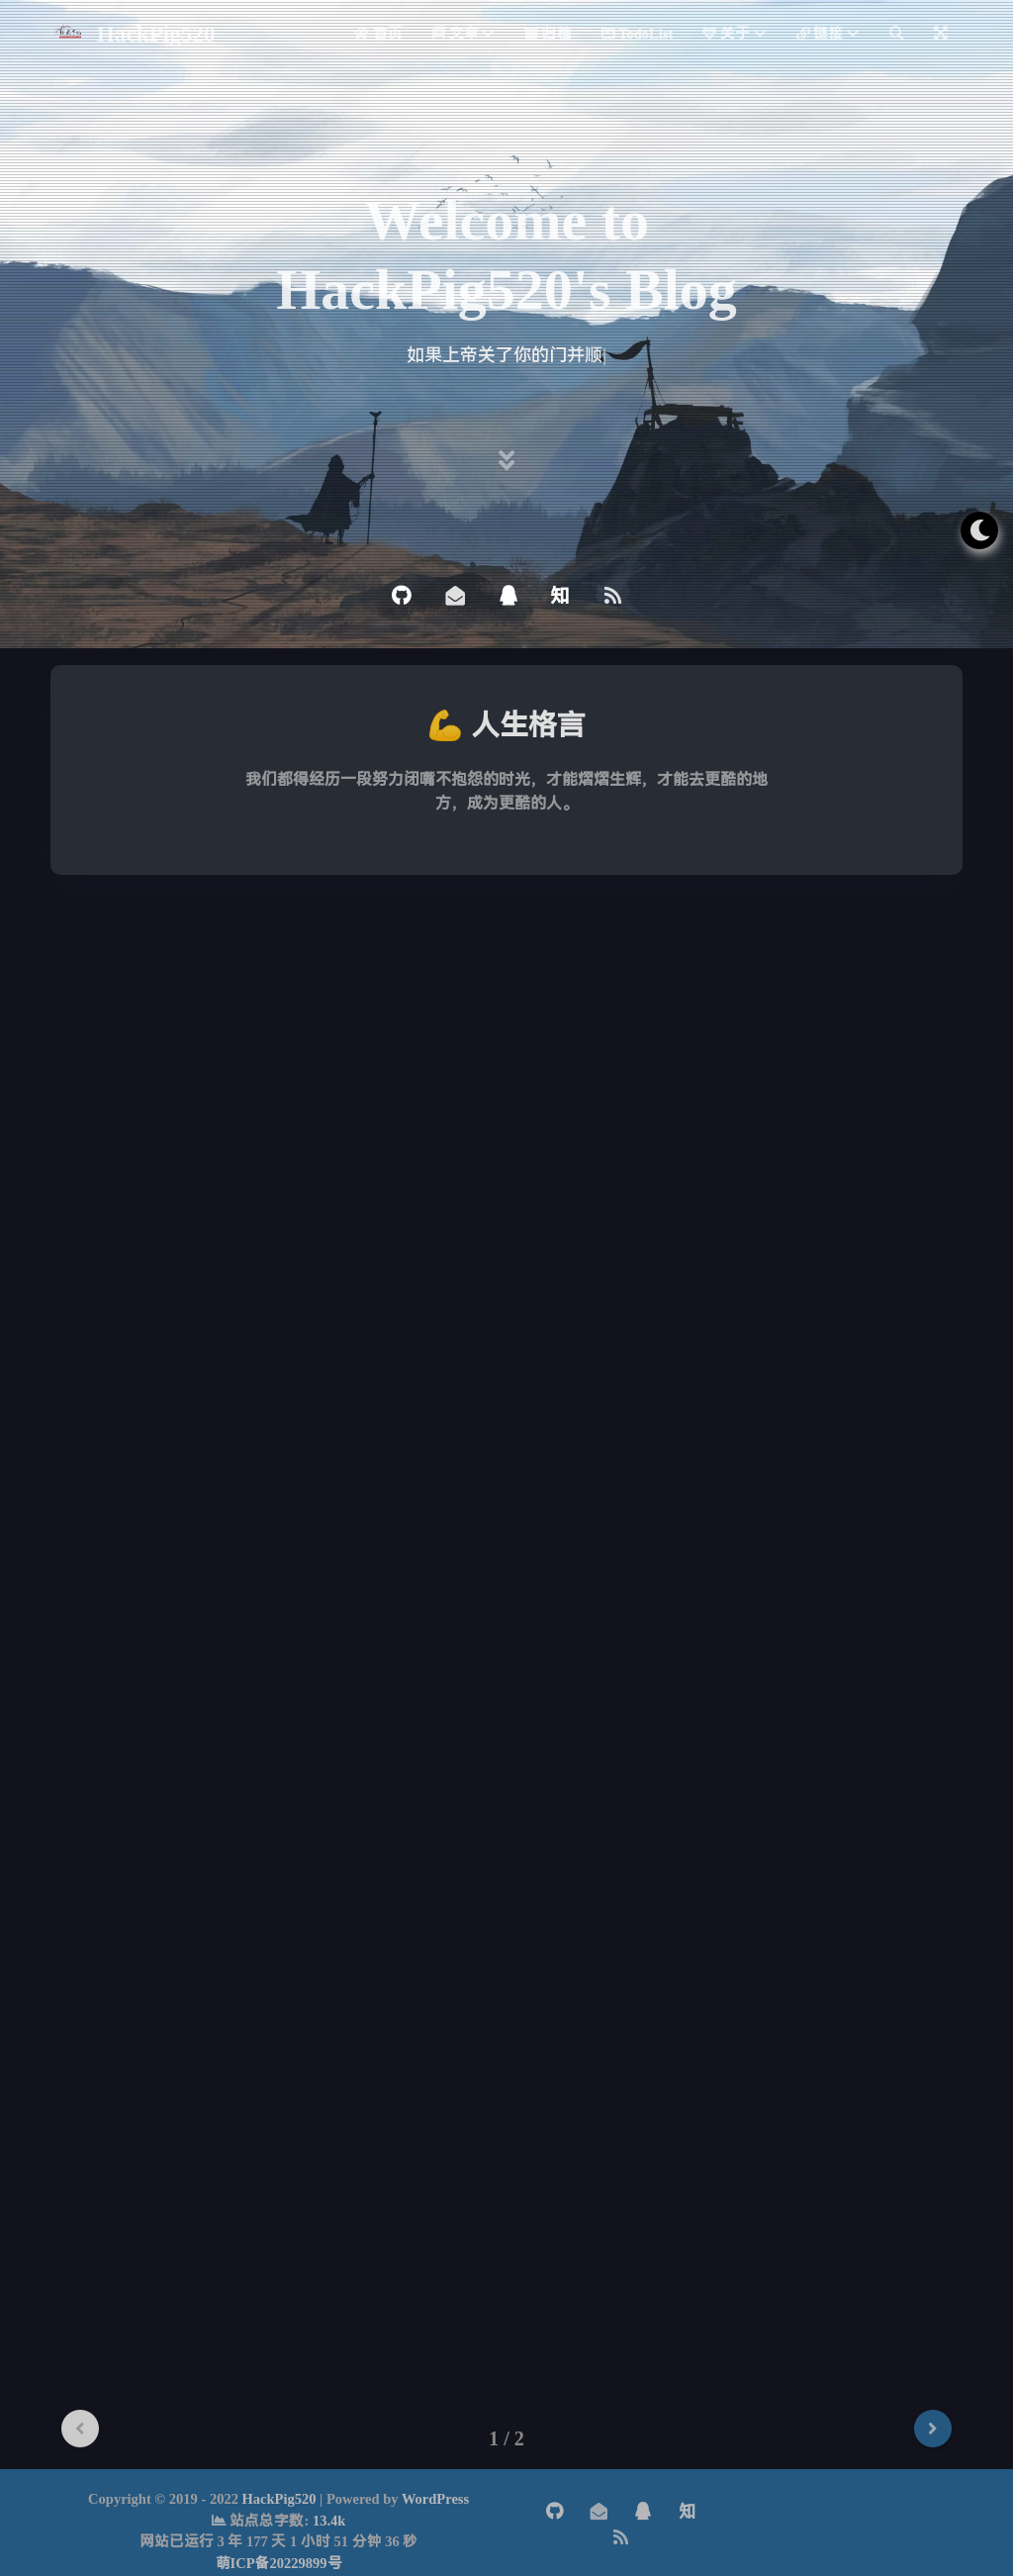 HackPig520
首页 文章 TodoList 关于 链接
Welcome to
HackPig520's Blog
如果上帝关了你的门并顺|
知
💪 人生格言
我们都得经历一段努力闭嘴不抱怨的时光，才能熠熠生辉，才能去更酷的地
方，成为更酷的人。
1 / 2
Copyright © 2019 - 2022 HackPig520 | Powered by WordPress
站点总字数: 13.4k
网站已运行 3 年 177 天 1 小时 51 分钟 36 秒
萌ICP备20229899号
知